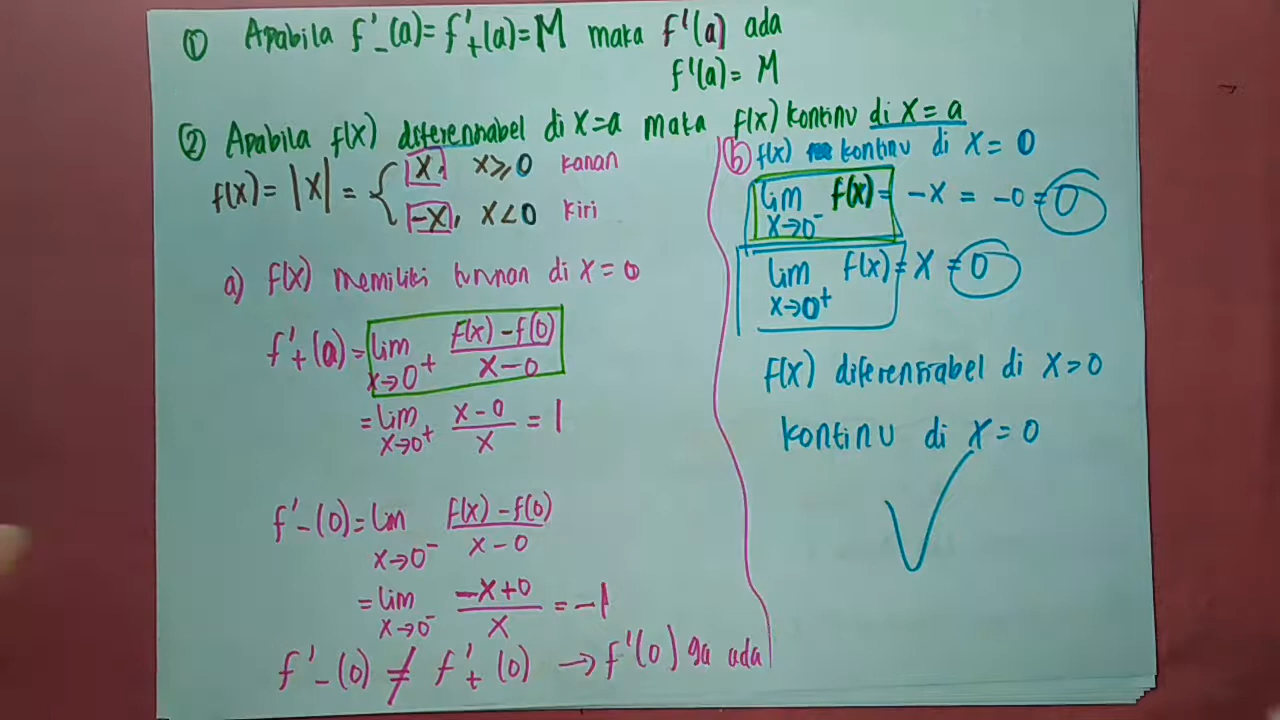 ① Apabila f'₋(a) = f'₊(a) = M maka f'(a) ada
f'(a) = M
② Apabila f(x) diferensiabel di x=a maka f(x) kontinu di x=a
f(x) = |x| = { x, x ≥ 0 kanan
-x, x < 0 kiri
a) f(x) memiliki turunan di x = 0
f'₊(a) = lim x→0⁺ f(x) - f(0) / x - 0
= lim x→0⁺ x - 0 / x = 1
f'₋(0) = lim x→0⁻ f(x) - f(0) / x - 0
= lim x→0⁻ -x + 0 / x = -1
f'₋(0) ≠ f'₊(0) → f'(0) ga ada
ⓑ f(x) kontinu di x = 0
lim x→0⁻ f(x) = -x = -0 = 0
lim x→0⁺ f(x) = x = 0
f(x) diferensiabel di x>0
kontinu di x = 0